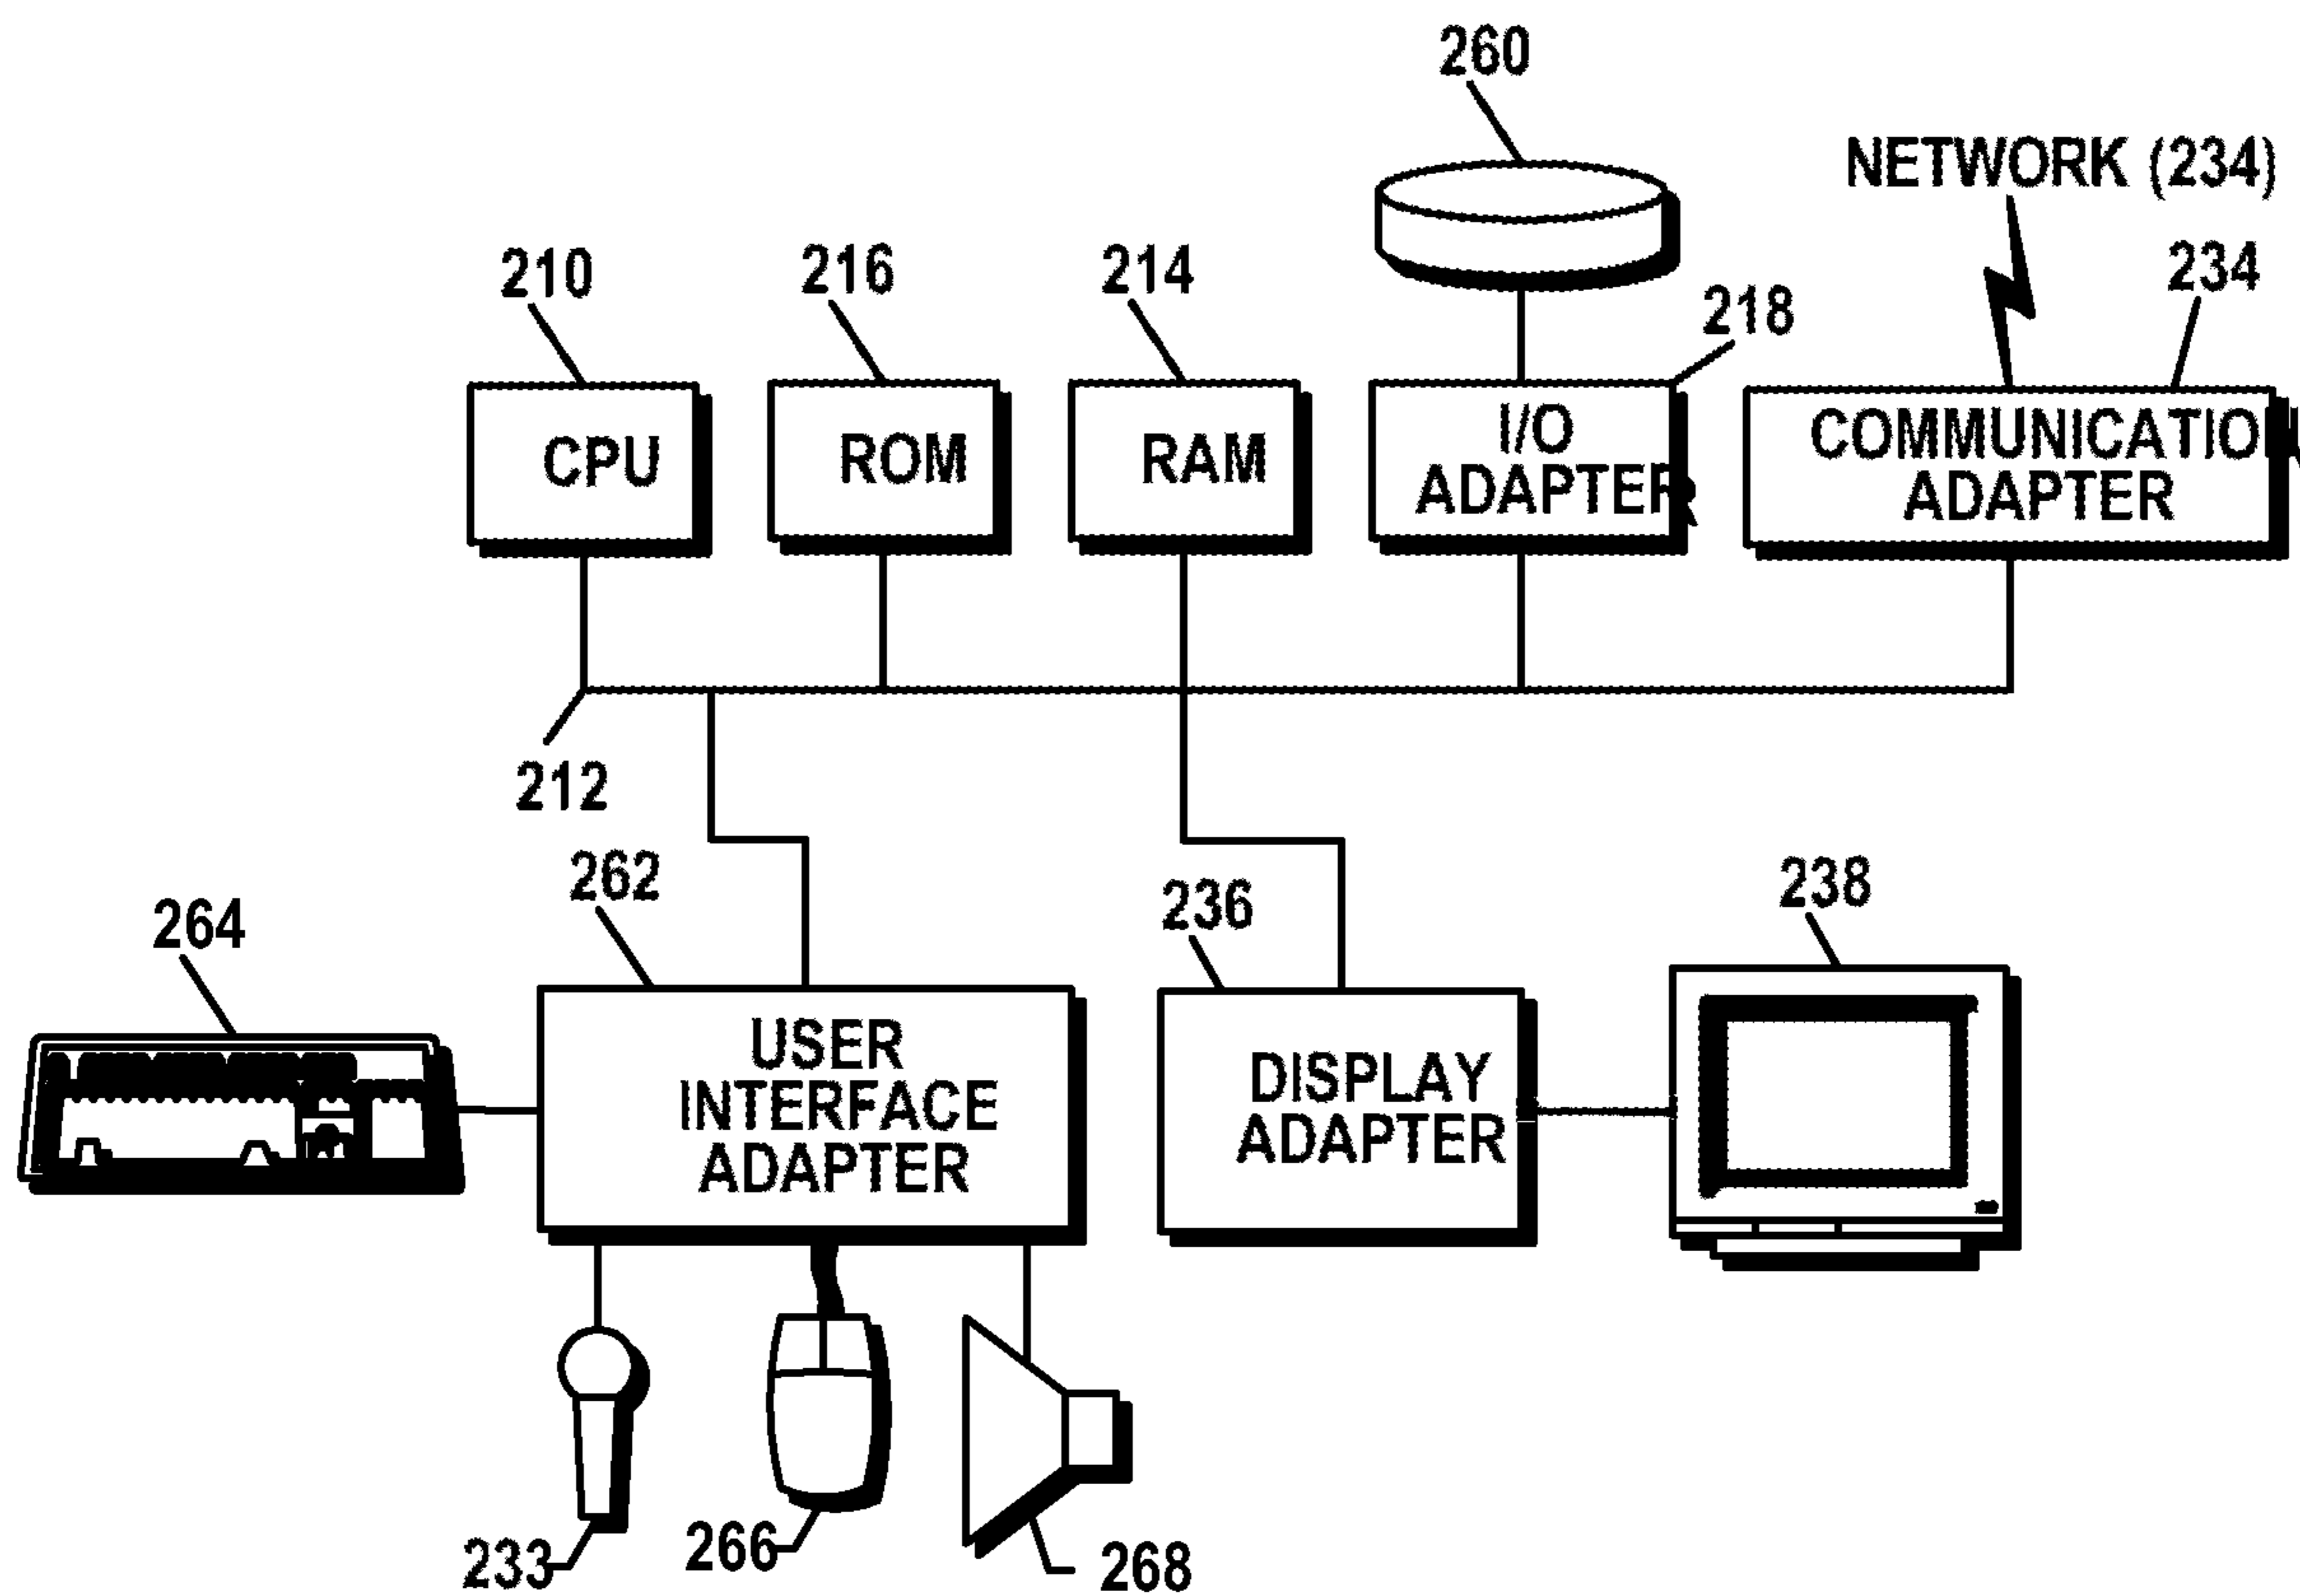 260
NETWORK (234)
210
216
214
218
234
CPU
ROM
RAM
I/O
ADAPTER
COMMUNICATION
ADAPTER
212
262
236
238
264
USER
INTERFACE
ADAPTER
DISPLAY
ADAPTER
233
266
268